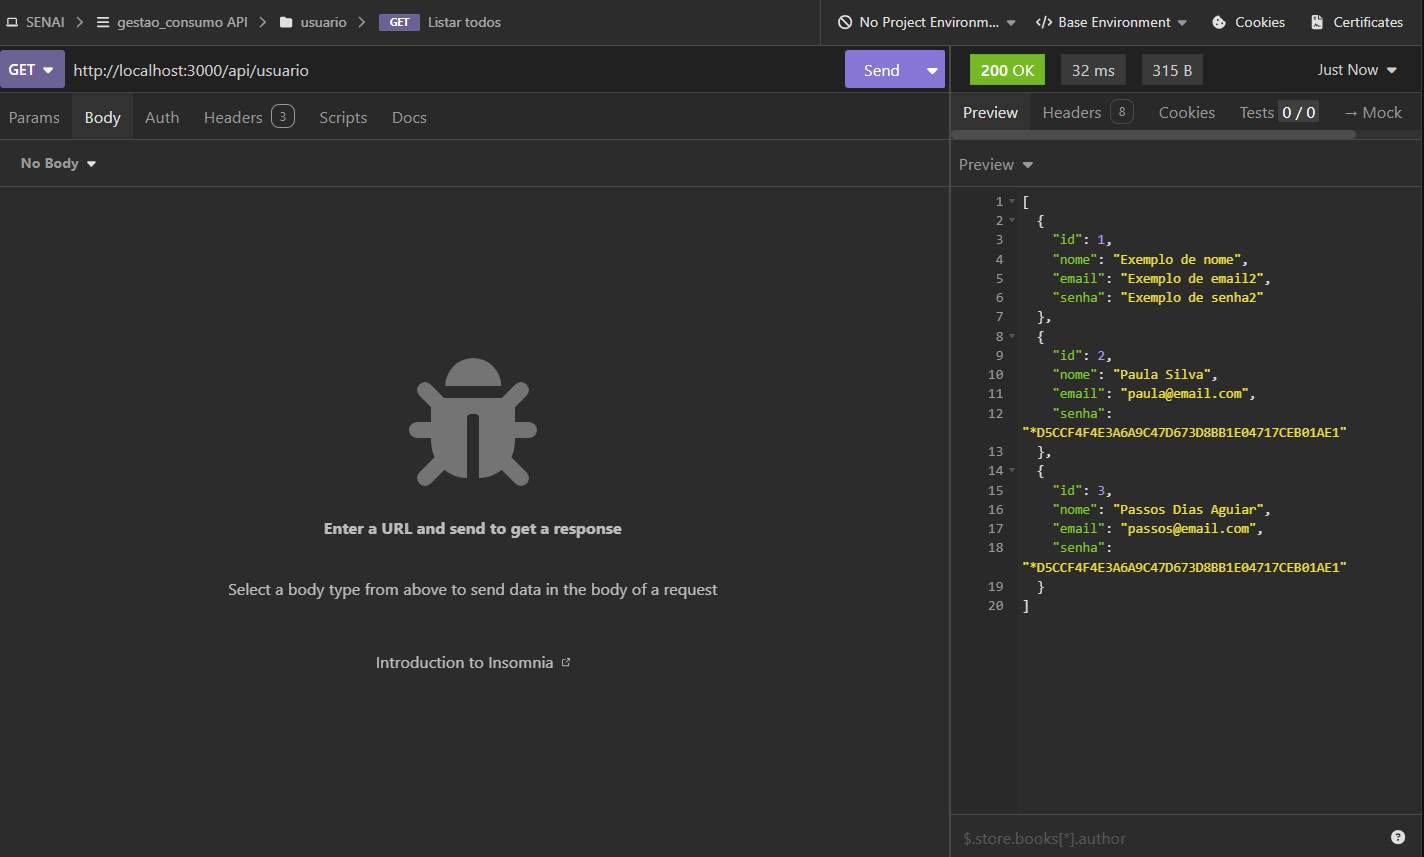 SENAI > gestao_consumo API > usuario > GET Listar todos
No Project Environm... Base Environment Cookies Certificates
GET http://localhost:3000/api/usuario Send
200 OK 32 ms 315 B Just Now
Params Body Auth Headers 3 Scripts Docs
Preview Headers 8 Cookies Tests 0 / 0 → Mock
No Body
Preview
Enter a URL and send to get a response
Select a body type from above to send data in the body of a request
Introduction to Insomnia
1 [
2 {
3 "id": 1,
4 "nome": "Exemplo de nome",
5 "email": "Exemplo de email2",
6 "senha": "Exemplo de senha2"
7 },
8 {
9 "id": 2,
10 "nome": "Paula Silva",
11 "email": "paula@email.com",
12 "senha":
"*D5CCF4F4E3A6A9C47D673D8BB1E04717CEB01AE1"
13 },
14 {
15 "id": 3,
16 "nome": "Passos Dias Aguiar",
17 "email": "passos@email.com",
18 "senha":
"*D5CCF4F4E3A6A9C47D673D8BB1E04717CEB01AE1"
19 }
20 ]
$.store.books[*].author